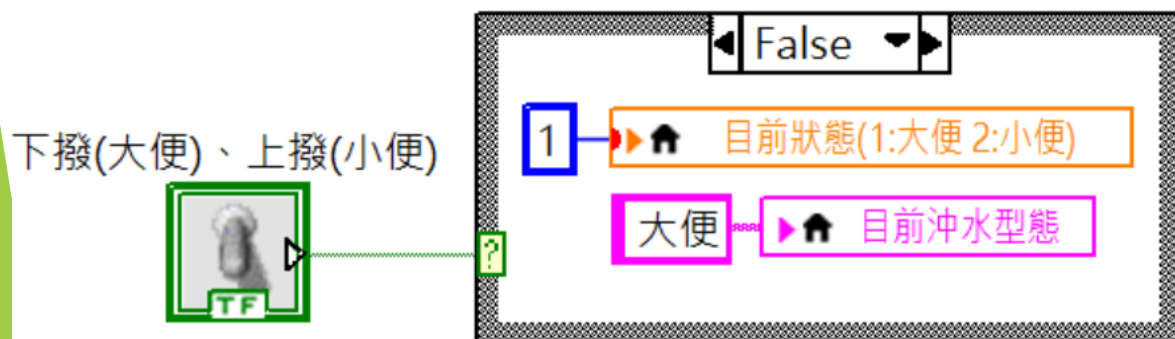 False
下撥(大便)、上撥(小便)
1
目前狀態(1:大便 2:小便)
大便
目前沖水型態
?
TF